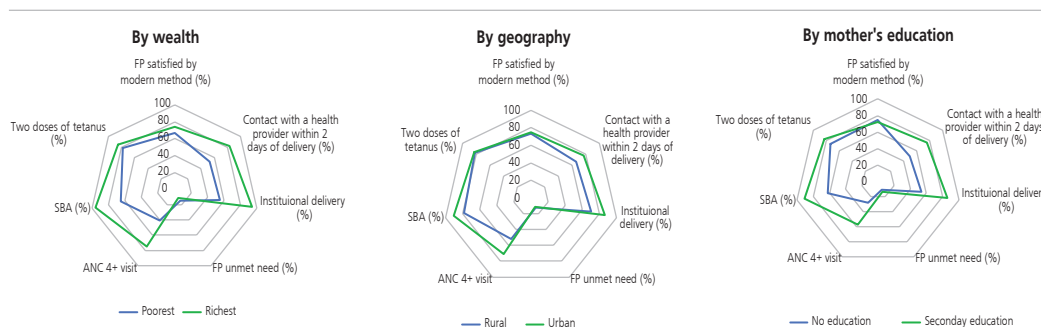 By wealth
FP satisfied by
modern method (%)
100
80
60
40
20
0
Two doses of tetanus
(%)
Contact with a health
provider within 2
days of delivery (%)
SBA (%)
Instituional delivery
(%)
ANC 4+ visit
FP unmet need (%)
Poorest
Richest
By geography
FP satisfied by
modern method (%)
100
80
60
40
20
0
Two doses of
tetanus (%)
Contact with a
health provider
within 2 days
of delivery (%)
SBA (%)
Instituional
delivery (%)
ANC 4+ visit
FP unmet need (%)
Rural
Urban
By mother's education
FP satisfied by
modern method (%)
100
80
60
40
20
0
Two doses of tetanus
(%)
Contact with a health
provider within 2 days
of delivery (%)
SBA (%)
Institutional delivery
(%)
ANC 4+ visit
FP unmet need (%)
No education
Seconday education